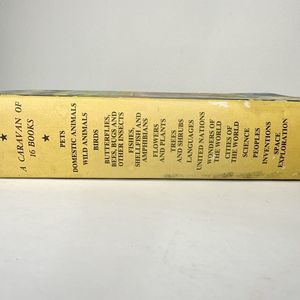 ★
A CARAVAN OF
16 BOOKS
★
PETS
DOMESTIC ANIMALS
WILD ANIMALS
BIRDS
BUTTERFLIES,
BEES, BUGS AND
OTHER INSECTS
FISHES,
SHELLFISH AND
AMPHIBIANS
FLOWERS
AND PLANTS
TREES
AND SHRUBS
LANGUAGES
UNITED NATIONS
WONDERS OF
THE WORLD
CITIES OF
THE WORLD
SCIENCE
PEOPLES
INVENTIONS
SPACE
EXPLORATION